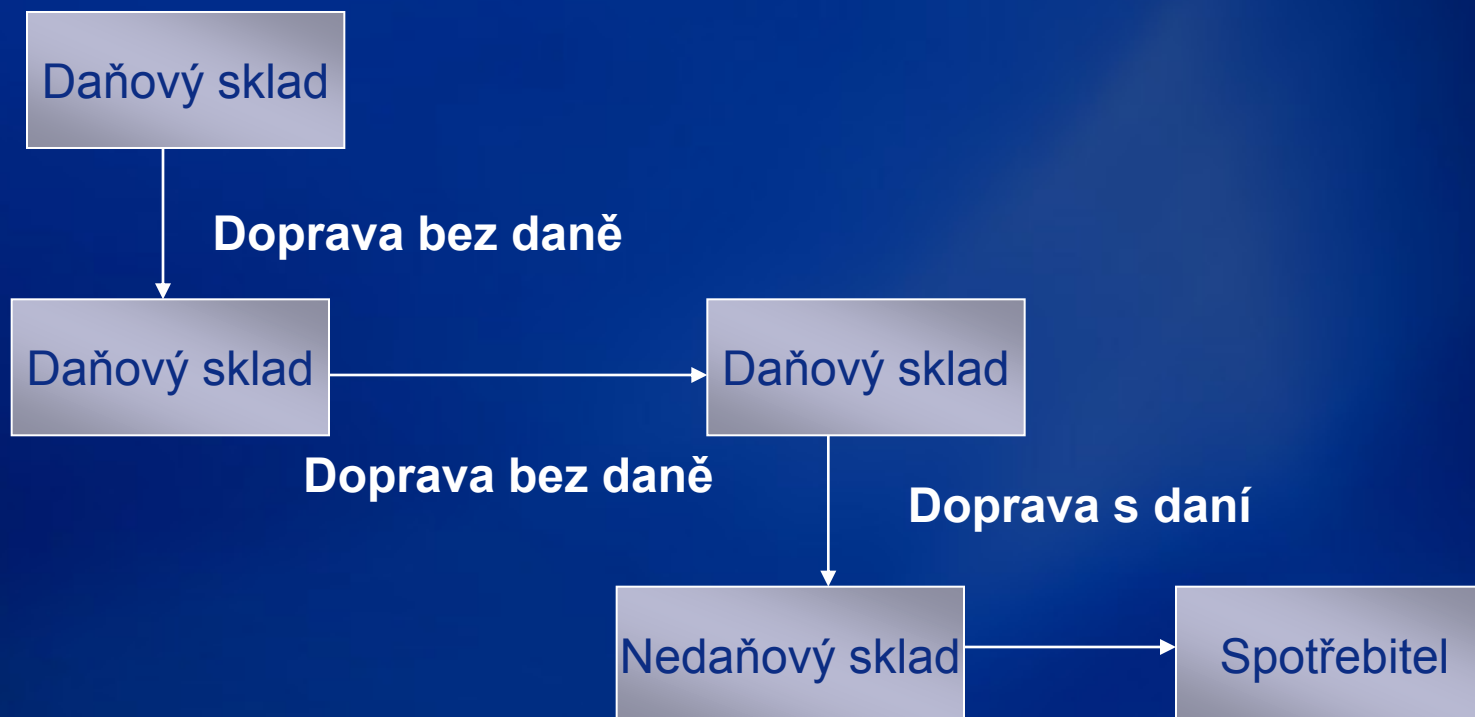 Daňový sklad
Doprava bez daně
Daňový sklad
Daňový sklad
Doprava bez daně
Doprava s daní
Nedaňový sklad
Spotřebitel